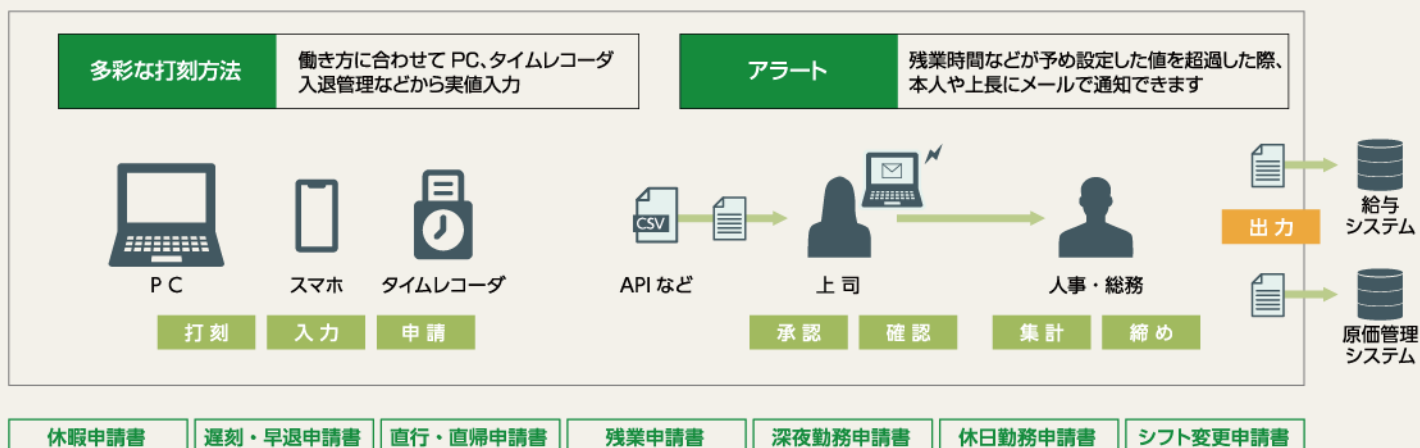 多彩な打刻方法
働き方に合わせて PC、タイムレコーダ
入退管理などから実値入力
アラート
残業時間などが予め設定した値を超過した際、
本人や上長にメールで通知できます
CSV
PC
スマホ
タイムレコーダ
APIなど
上司
人事・総務
打刻
入力
申請
承認
確認
集計
締め
出力
給与
システム
原価管理
システム
休暇申請書
遅刻・早退申請書
直行・直帰申請書
残業申請書
深夜勤務申請書
休日勤務申請書
シフト変更申請書